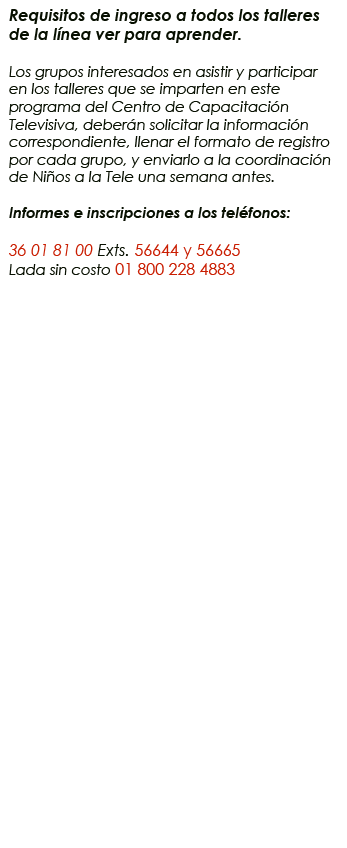 Requisitos de ingreso a todos los talleres
de la línea ver para aprender.
Los grupos interesados en asistir y participar
en los talleres que se imparten en este
programa del Centro de Capacitación
Televisiva, deberán solicitar la información
correspondiente, llenar el formato de registro
por cada grupo, y enviarlo a la coordinación
de Niños a la Tele una semana antes.
Informes e inscripciones a los teléfonos:
36 01 81 00 Exts. 56644 y 56665
Lada sin costo 01 800 228 4883